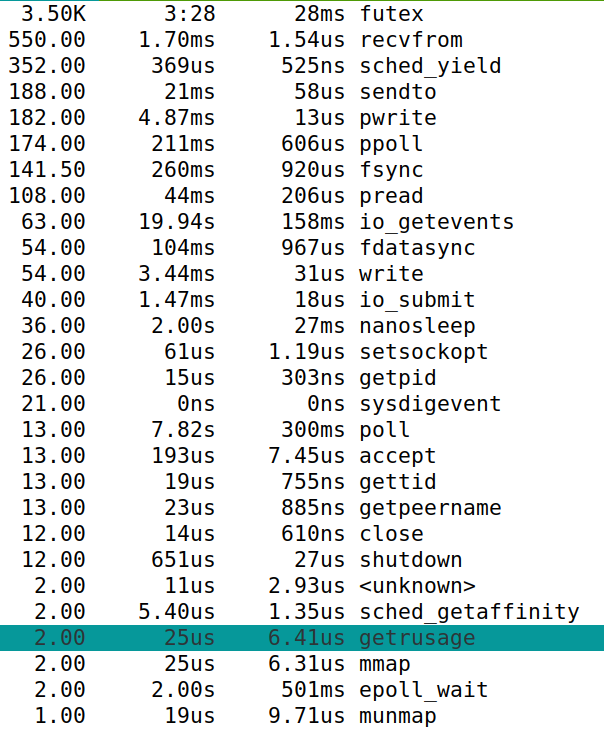 3.50K 3:28 28ms futex
550.00 1.70ms 1.54us recvfrom
352.00 369us 525ns sched_yield
188.00 21ms 58us sendto
182.00 4.87ms 13us pwrite
174.00 211ms 606us ppoll
141.50 260ms 920us fsync
108.00 44ms 206us pread
63.00 19.94s 158ms io_getevents
54.00 104ms 967us fdatasync
54.00 3.44ms 31us write
40.00 1.47ms 18us io_submit
36.00 2.00s 27ms nanosleep
26.00 61us 1.19us setsockopt
26.00 15us 303ns getpid
21.00 0ns 0ns sysdigevent
13.00 7.82s 300ms poll
13.00 193us 7.45us accept
13.00 19us 755ns gettid
13.00 23us 885ns getpeername
12.00 14us 610ns close
12.00 651us 27us shutdown
2.00 11us 2.93us <unknown>
2.00 5.40us 1.35us sched_getaffinity
2.00 25us 6.41us getrusage
2.00 25us 6.31us mmap
2.00 2.00s 501ms epoll_wait
1.00 19us 9.71us munmap